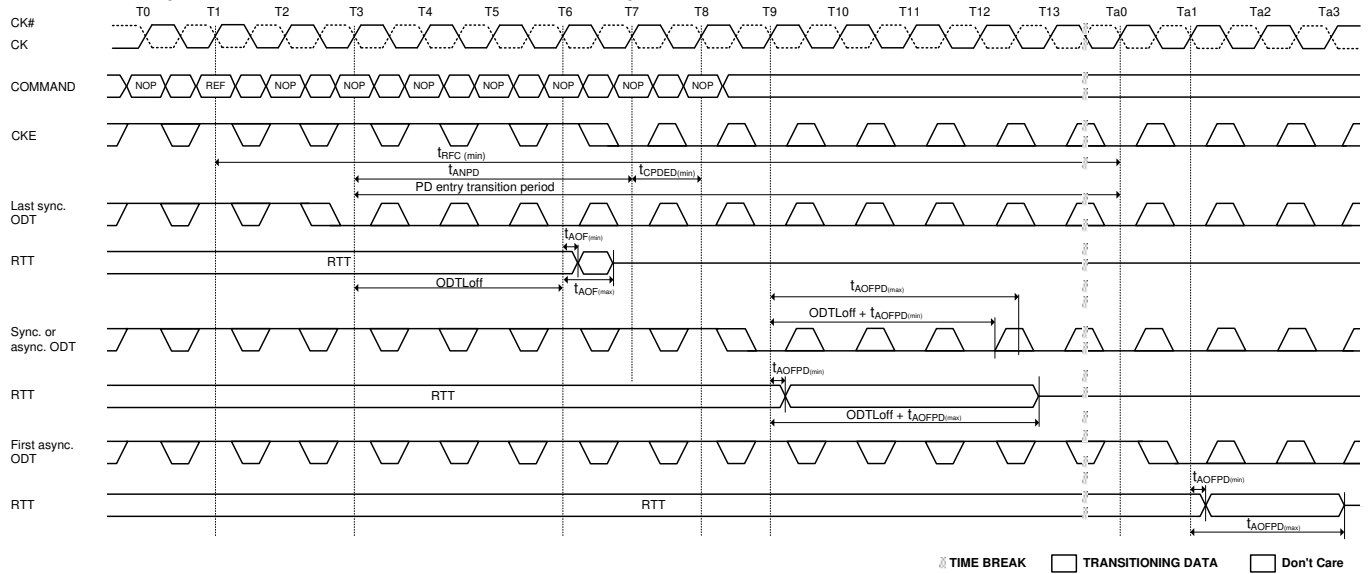 T0 T1 T2 T3 T4 T5 T6 T7 T8 T9 T10 T11 T12 T13 Ta0 Ta1 Ta2 Ta3
CK#
CK
COMMAND NOP REF NOP NOP NOP NOP NOP NOP NOP
CKE
tRFC (min)
tANPD tCPDED(min)
PD entry transition period
Last sync.
ODT
tAOF(min)
RTT RTT
ODTLoff tAOF(max)
tAOFPD(max)
ODTLoff + tAOFPD(min)
Sync. or
async. ODT
tAOFPD(min)
RTT RTT
ODTLoff + tAOFPD(max)
First async.
ODT
tAOFPD(min)
RTT RTT
tAOFPD(max)
TIME BREAK TRANSITIONING DATA Don't Care